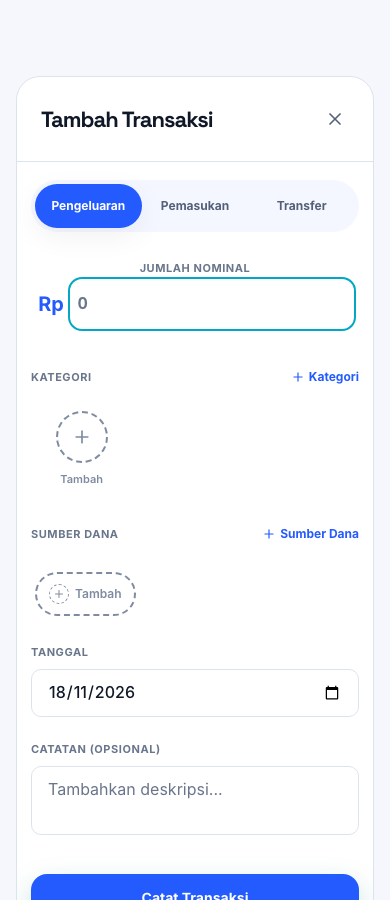 Tambah Transaksi
Pengeluaran Pemasukan Transfer
JUMLAH NOMINAL
Rp 0
KATEGORI + Kategori
Tambah
SUMBER DANA + Sumber Dana
Tambah
TANGGAL
18/11/2026
CATATAN (OPSIONAL)
Tambahkan deskripsi...
Catat Transaksi